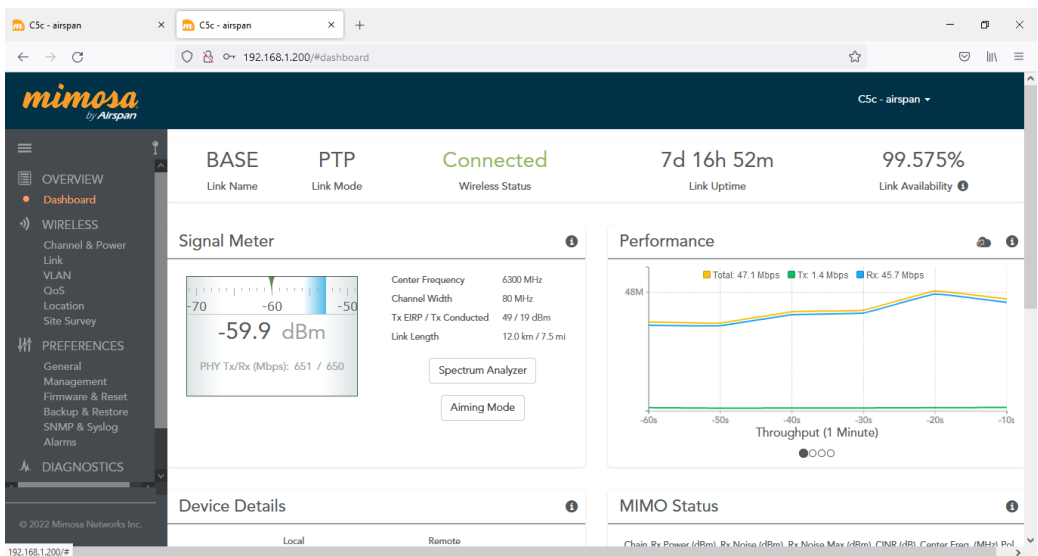 C5c - airspan
C5c - airspan
192.168.1.200/#dashboard
mimosa
by Airspan
C5c - airspan
OVERVIEW
Dashboard
WIRELESS
Channel & Power
Link
VLAN
QoS
Location
Site Survey
PREFERENCES
General
Management
Firmware & Reset
Backup & Restore
SNMP & Syslog
Alarms
DIAGNOSTICS
© 2022 Mimosa Networks Inc.
192.168.1.200/#
BASE PTP Connected 7d 16h 52m 99.575%
Link Name Link Mode Wireless Status Link Uptime Link Availability
Signal Meter
-70 -60 -50
-59.9 dBm
PHY Tx/Rx (Mbps): 651 / 650
Center Frequency 6300 MHz
Channel Width 80 MHz
Tx EIRP / Tx Conducted 49 / 19 dBm
Link Length 12.0 km / 7.5 mi
Spectrum Analyzer
Aiming Mode
Performance
Total: 47.1 Mbps Tx: 1.4 Mbps Rx: 45.7 Mbps
48M
-60s -50s -40s -30s -20s -10s
Throughput (1 Minute)
Device Details
Local Remote
MIMO Status
Chain Rx Power (dBm) Rx Noise (dBm) Rx Noise Max (dBm) CINR (dB) Center Freq. (MHz) Pol